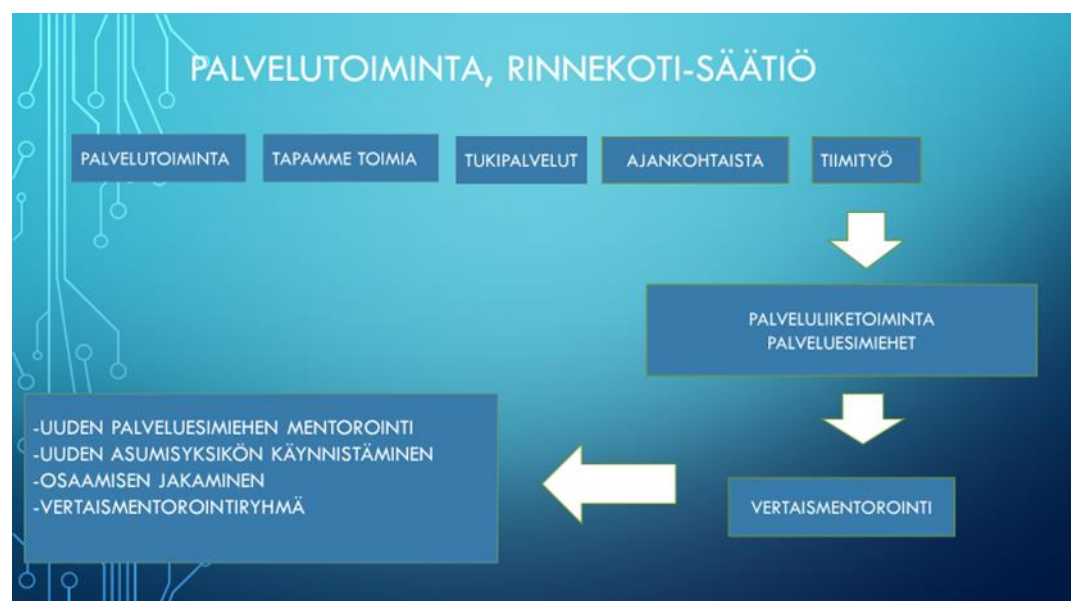 PALVELUTOIMINTA, RINNEKOTI-SÄÄTIÖ
PALVELUTOIMINTA
TAPAMME TOIMIA
TUKIPALVELUT
AJANKOHTAISTA
TIIMITYÖ
PALVELULIIKETOIMINTA
PALVELUESIMIEHET
-UUDEN PALVELUESIMIEHEN MENTOROINTI
-UUDEN ASUMISYKSIKÖN KÄYNNISTÄMINEN
-OSAAMISEN JAKAMINEN
-VERTAISMENTOROINTIRYHMÄ
VERTAISMENTOROINTI